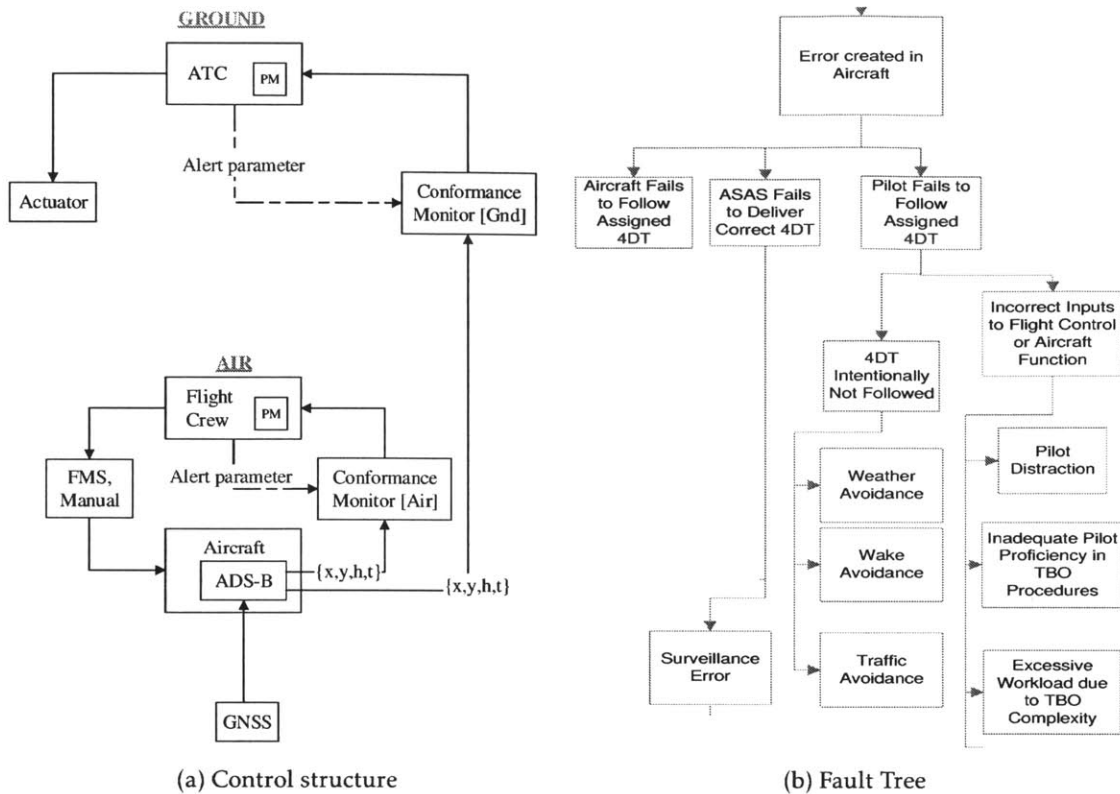 GROUND
ATC
PM
Alert parameter
Actuator
Conformance
Monitor [Gnd]
AIR
Flight
Crew
PM
FMS,
Manual
Alert parameter
Conformance
Monitor [Air]
Aircraft
ADS-B
{x,y,h,t}
{x,y,h,t}
GNSS
(a) Control structure
Error created in
Aircraft
Aircraft Fails
to Follow
Assigned
4DT
ASAS Fails
to Deliver
Correct 4DT
Pilot Fails to
Follow
Assigned
4DT
4DT
Intentionally
Not Followed
Incorrect Inputs
to Flight Control
or Aircraft
Function
Weather
Avoidance
Wake
Avoidance
Traffic
Avoidance
Pilot
Distraction
Inadequate Pilot
Proficiency in
TBO
Procedures
Excessive
Workload due
to TBO
Complexity
Surveillance
Error
(b) Fault Tree